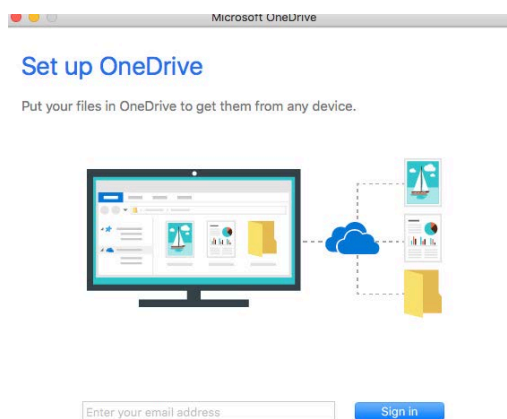 Microsoft OneDrive
Set up OneDrive
Put your files in OneDrive to get them from any device.
Enter your email address
Sign in